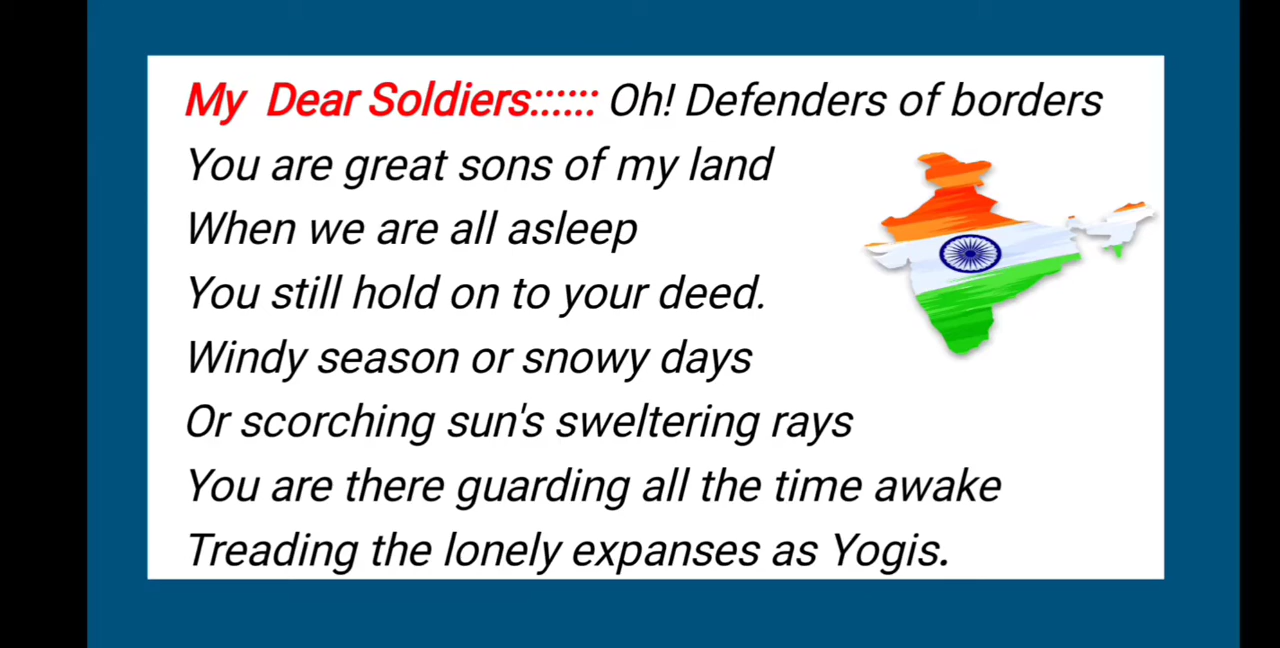 My Dear Soldiers:::::: Oh! Defenders of borders
You are great sons of my land
When we are all asleep
You still hold on to your deed.
Windy season or snowy days
Or scorching sun's sweltering rays
You are there guarding all the time awake
Treading the lonely expanses as Yogis.